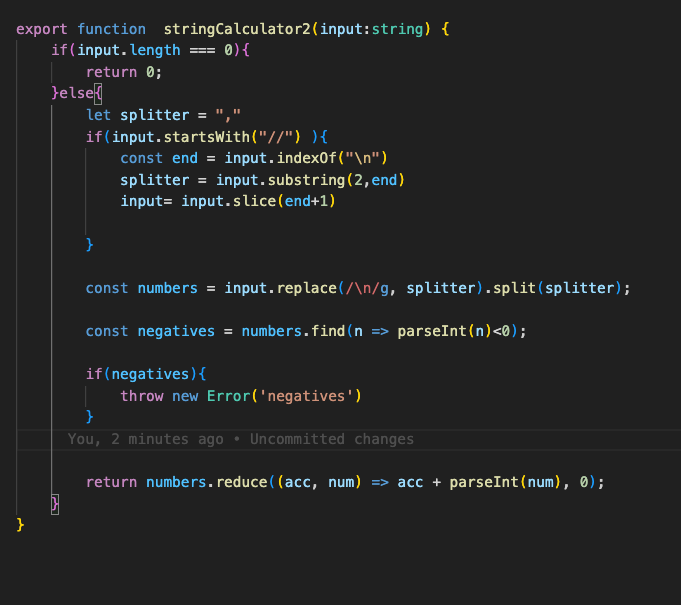 export function  stringCalculator2(input:string) {
    if(input.length === 0){
        return 0;
    }else{
        let splitter = ","
        if(input.startsWith("//") ){
            const end = input.indexOf("\n")
            splitter = input.substring(2,end)
            input= input.slice(end+1)
        }
        const numbers = input.replace(/\n/g, splitter).split(splitter);
        const negatives = numbers.find(n => parseInt(n)<0);
        if(negatives){
            throw new Error('negatives')
        }
You, 2 minutes ago • Uncommitted changes
        return numbers.reduce((acc, num) => acc + parseInt(num), 0);
    }
}